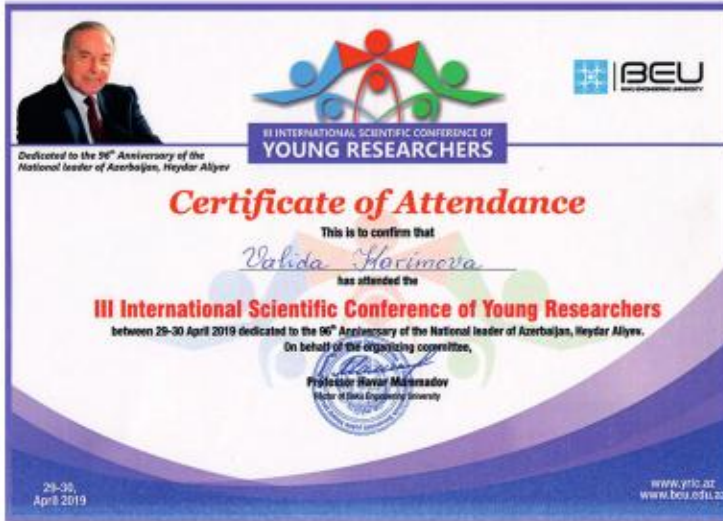 Dedicated to the 96th Anniversary of the
National leader of Azerbaijan, Heydar Aliyev
III INTERNATIONAL SCIENTIFIC CONFERENCE OF
YOUNG RESEARCHERS
BEU
BAKU ENGINEERING UNIVERSITY
Certificate of Attendance
This is to confirm that
Valida Karimova
has attended the
III International Scientific Conference of Young Researchers
between 29-30 April 2019 dedicated to the 96th Anniversary of the National leader of Azerbaijan, Heydar Aliyev.
On behalf of the organizing committee,
Professor Havar Mammadov
Rector of Baku Engineering University
29-30,
April 2019
www.yric.az
www.beu.edu.az